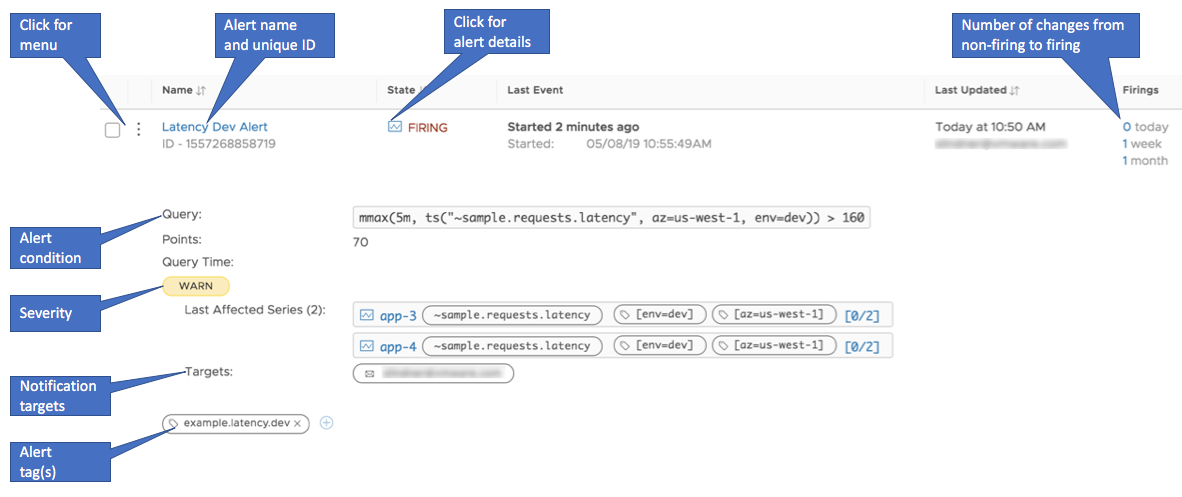 Click for
menu
Alert name
and unique ID
Click for
alert details
Number of changes from
non-firing to firing
Name State Last Event Last Updated Firings
Latency Dev Alert FIRING Started 2 minutes ago Today at 10:50 AM 0 today
ID - 1557268858719 Started: 05/08/19 10:55:49AM 1 week
1 month
Query: mmax(5m, ts("~sample.requests.latency", az=us-west-1, env=dev)) > 160
Alert
condition
Points: 70
Query Time:
Severity
WARN
Last Affected Series (2): app-3 ~sample.requests.latency [env=dev] [az=us-west-1] [0/2]
app-4 ~sample.requests.latency [env=dev] [az=us-west-1] [0/2]
Notification
targets
Targets:
Alert
tag(s)
example.latency.dev